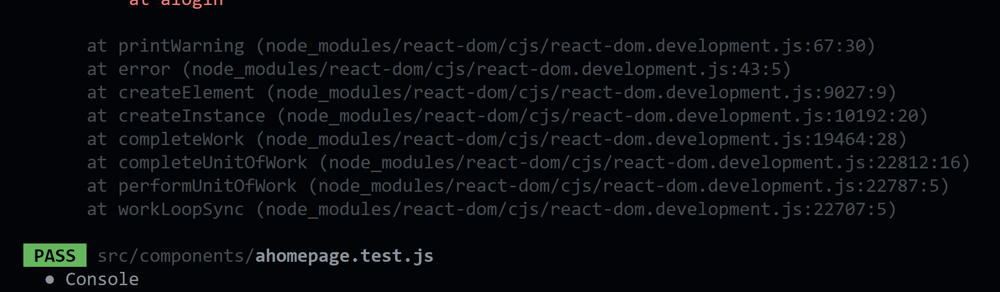 at alogin
at printWarning (node_modules/react-dom/cjs/react-dom.development.js:67:30)
at error (node_modules/react-dom/cjs/react-dom.development.js:43:5)
at createElement (node_modules/react-dom/cjs/react-dom.development.js:9027:9)
at createInstance (node_modules/react-dom/cjs/react-dom.development.js:10192:20)
at completeWork (node_modules/react-dom/cjs/react-dom.development.js:19464:28)
at completeUnitOfWork (node_modules/react-dom/cjs/react-dom.development.js:22812:16)
at performUnitOfWork (node_modules/react-dom/cjs/react-dom.development.js:22787:5)
at workLoopSync (node_modules/react-dom/cjs/react-dom.development.js:22707:5)
PASS src/components/ahomepage.test.js
● Console